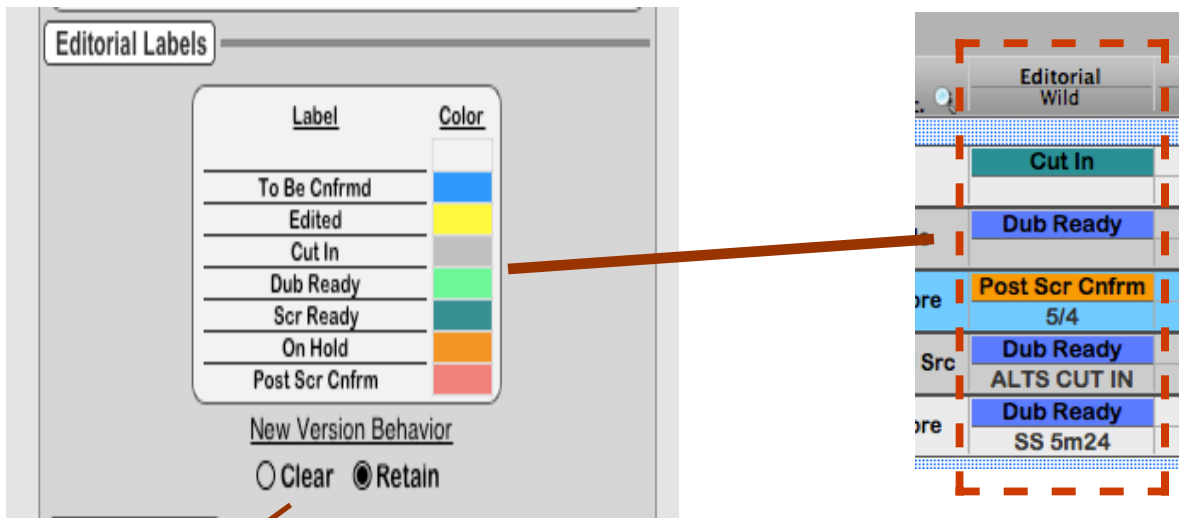 Editorial Labels
Label Color
To Be Cnfrmd
Edited
Cut In
Dub Ready
Scr Ready
On Hold
Post Scr Cnfrm
New Version Behavior
Clear Retain
Editorial
Wild
Cut In
Dub Ready
Post Scr Cnfrm
5/4
Src Dub Ready
ALTS CUT IN
Dub Ready
SS 5m24